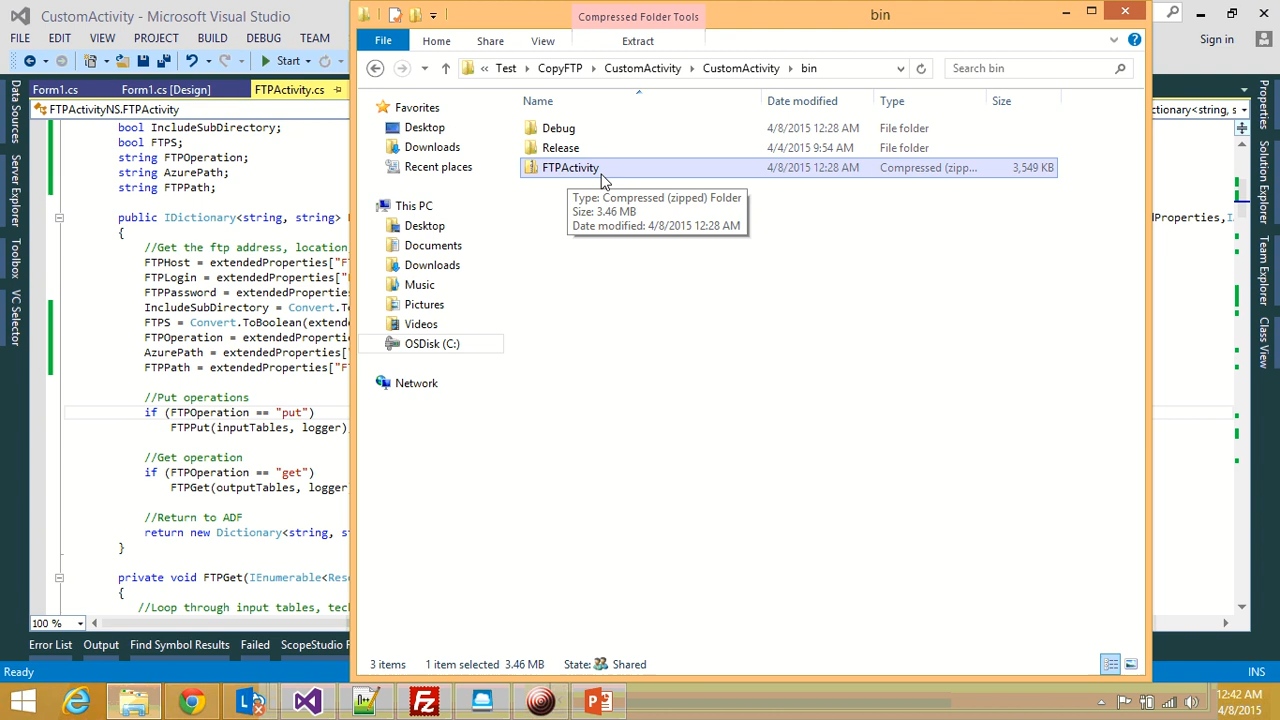 CustomActivity - Microsoft Visual Studio
FILE EDIT VIEW PROJECT BUILD DEBUG TEAM
Start
Form1.cs Form1.cs [Design] FTPActivity.cs
FTPActivityNS.FTPActivity
Data Sources
Server Explorer
Toolbox
VC Selector
bool IncludeSubDirectory;
bool FTPS;
string FTPOperation;
string AzurePath;
string FTPPath;
public IDictionary<string, string>
{
//Get the ftp address, location,
FTPHost = extendedProperties["F
FTPLogin = extendedProperties["
FTPPassword = extendedPropertie
IncludeSubDirectory = Convert.To
FTPS = Convert.ToBoolean(extend
FTPOperation = extendedProperti
AzurePath = extendedProperties["
FTPPath = extendedProperties["F
//Put operations
if (FTPOperation == "put")
FTPPut(inputTables, logger)
//Get operation
if (FTPOperation == "get")
FTPGet(outputTables, logger
//Return to ADF
return new Dictionary<string, s
}
private void FTPGet(IEnumerable<Res
{
//Loop through input tables, tec
100 %
Error List Output Find Symbol Results Failed ScopeStudio
Ready
Compressed Folder Tools
bin
File Home Share View Extract
« Test CopyFTP CustomActivity CustomActivity bin
Search bin
Favorites
Desktop
Downloads
Recent places
This PC
Desktop
Documents
Downloads
Music
Pictures
Videos
OSDisk (C:)
Network
Name Date modified Type Size
Debug 4/8/2015 12:28 AM File folder
Release 4/4/2015 9:54 AM File folder
FTPActivity 4/8/2015 12:28 AM Compressed (zipp... 3,549 KB
Type: Compressed (zipped) Folder
Size: 3.46 MB
Date modified: 4/8/2015 12:28 AM
3 items 1 item selected 3.46 MB State: Shared
Sign in
ictionary<string, s
Properties,I
Properties
Team Explorer
Class View
INS
12:42 AM
4/8/2015